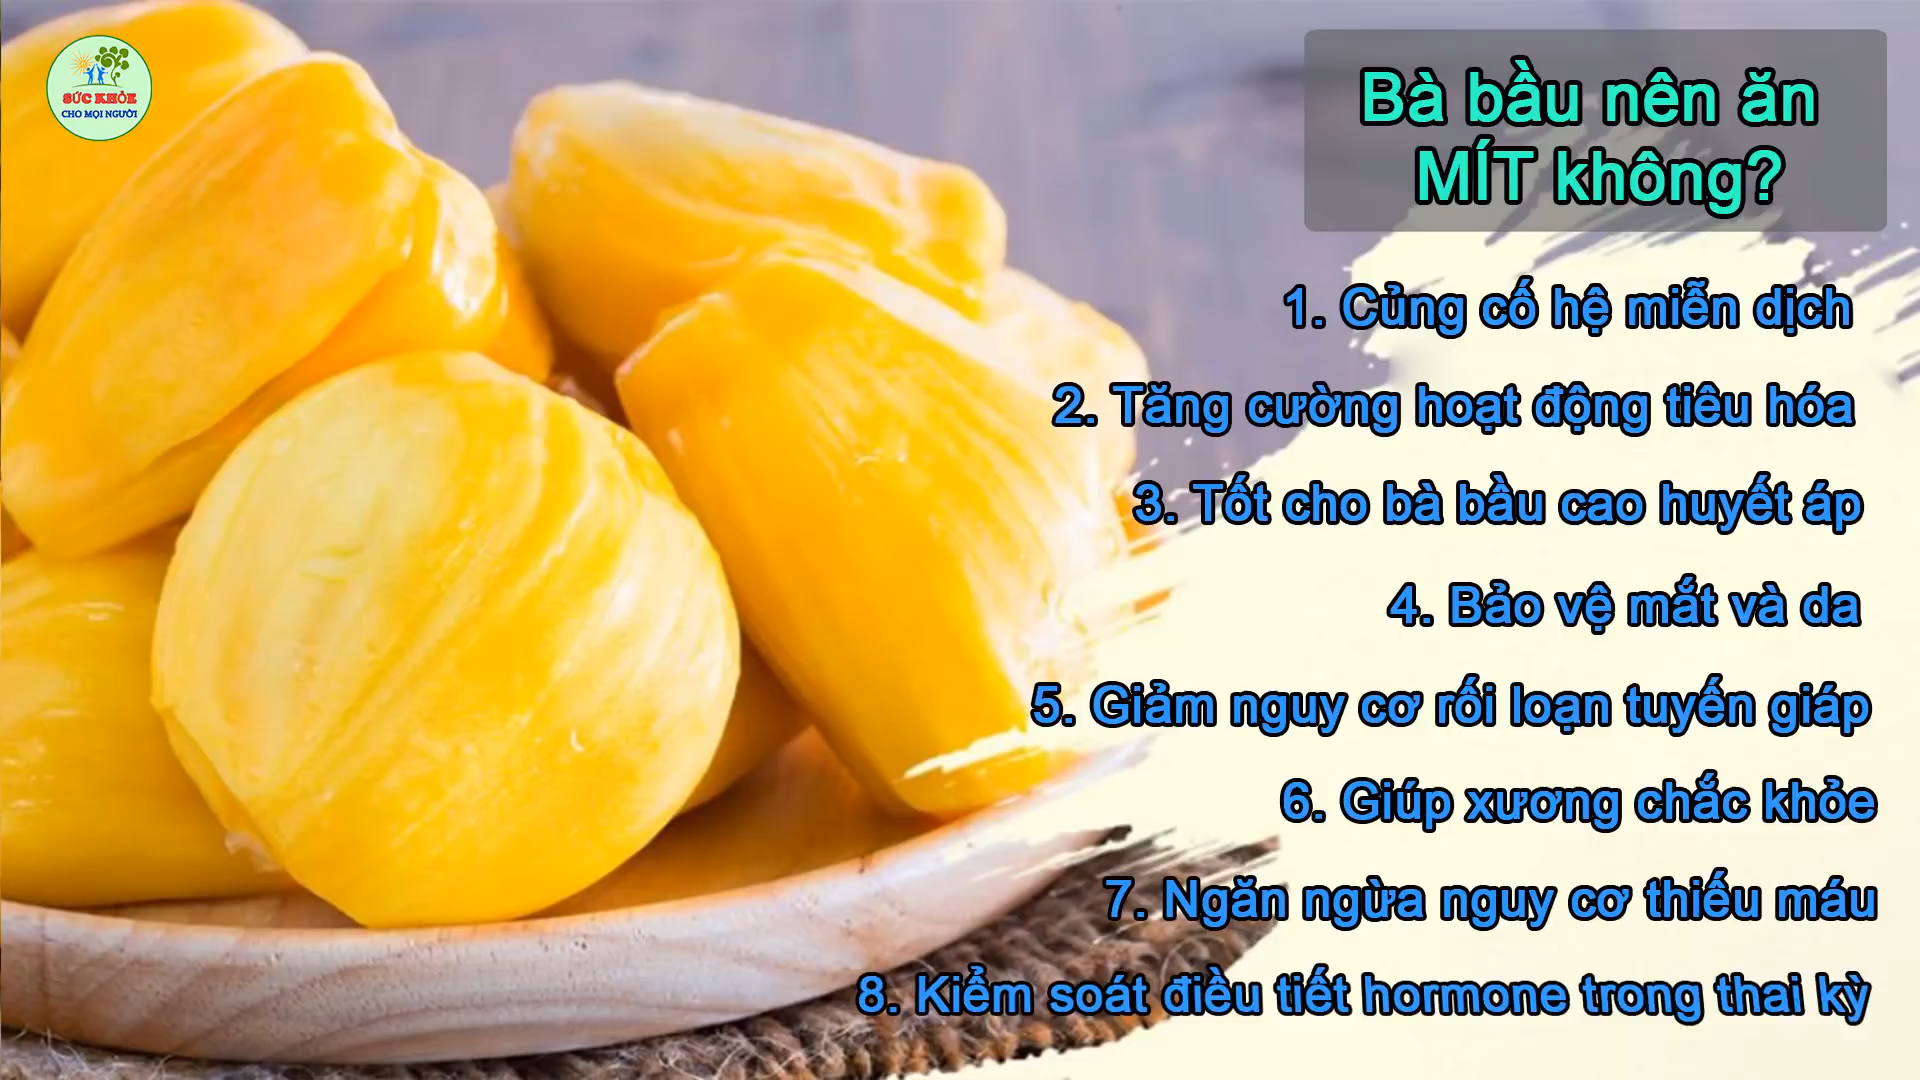 SỨC KHỎE
CHO MỌI NGƯỜI
Bà bầu nên ăn
MÍT không?
1. Củng cố hệ miễn dịch
2. Tăng cường hoạt động tiêu hóa
3. Tốt cho bà bầu cao huyết áp
4. Bảo vệ mắt và da
5. Giảm nguy cơ rối loạn tuyến giáp
6. Giúp xương chắc khỏe
7. Ngăn ngừa nguy cơ thiếu máu
8. Kiểm soát điều tiết hormone trong thai kỳ